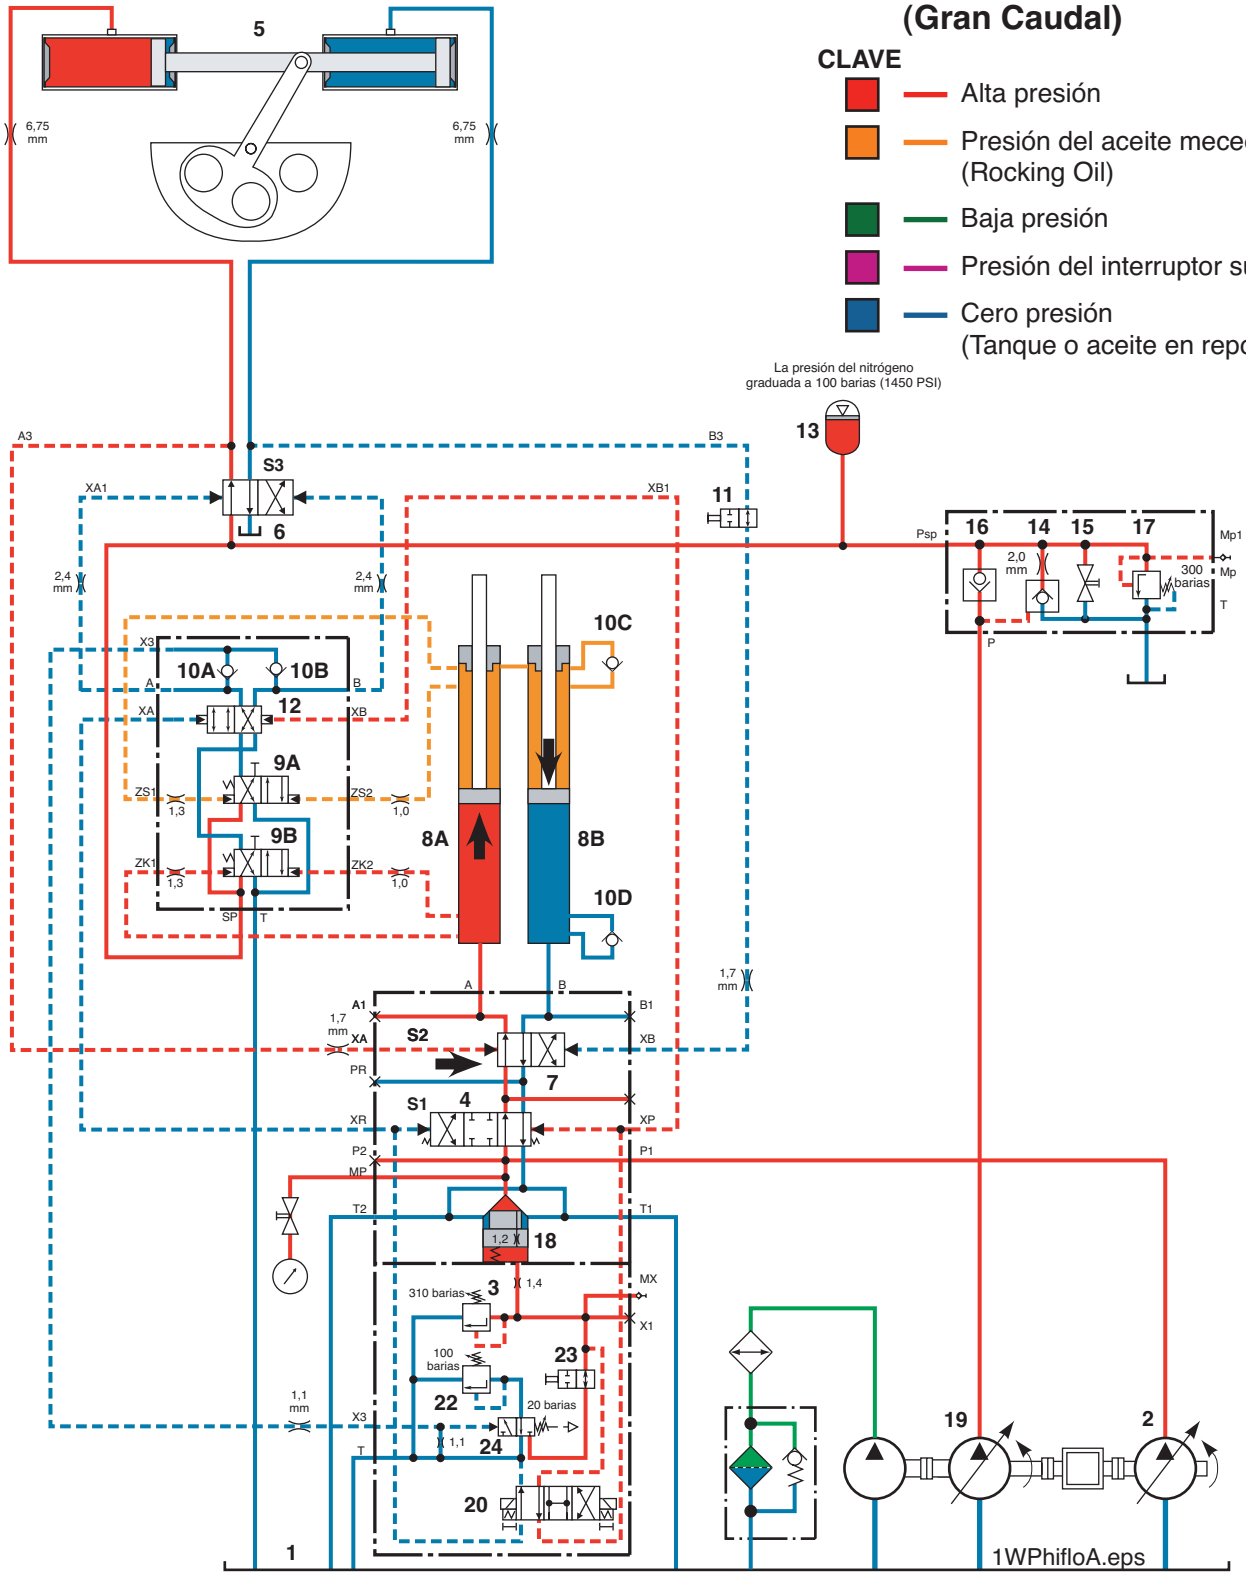 (Gran Caudal)
CLAVE
Alta presión
Presión del aceite mece
(Rocking Oil)
Baja presión
Presión del interruptor s
Cero presión
(Tanque o aceite en repo
5
6,75
mm
6,75
mm
La presión del nitrógeno
graduada a 100 barias (1450 PSI)
13
A3
B3
S3
XA1
XB1
11
6
Psp
16
14
15
17
Mp1
2,0
mm
300
barias
Mp
T
P
2,4
mm
2,4
mm
X3
10A
10B
10C
A
B
12
XA
XB
9A
ZS1
ZS2
1,3
1,0
9B
8A
8B
ZK1
ZK2
1,3
1,0
10D
SP
T
A
B
1,7
mm
A1
B1
1,7
mm
XA
S2
XB
PR
7
4
S1
XR
XP
P2
P1
MP
T2
T1
1,2
18
1,4
MX
310 barias
3
X1
100
barias
23
22
1,1
mm
20 barias
X3
1,1
24
T
19
2
20
1
1WPhifloA.eps